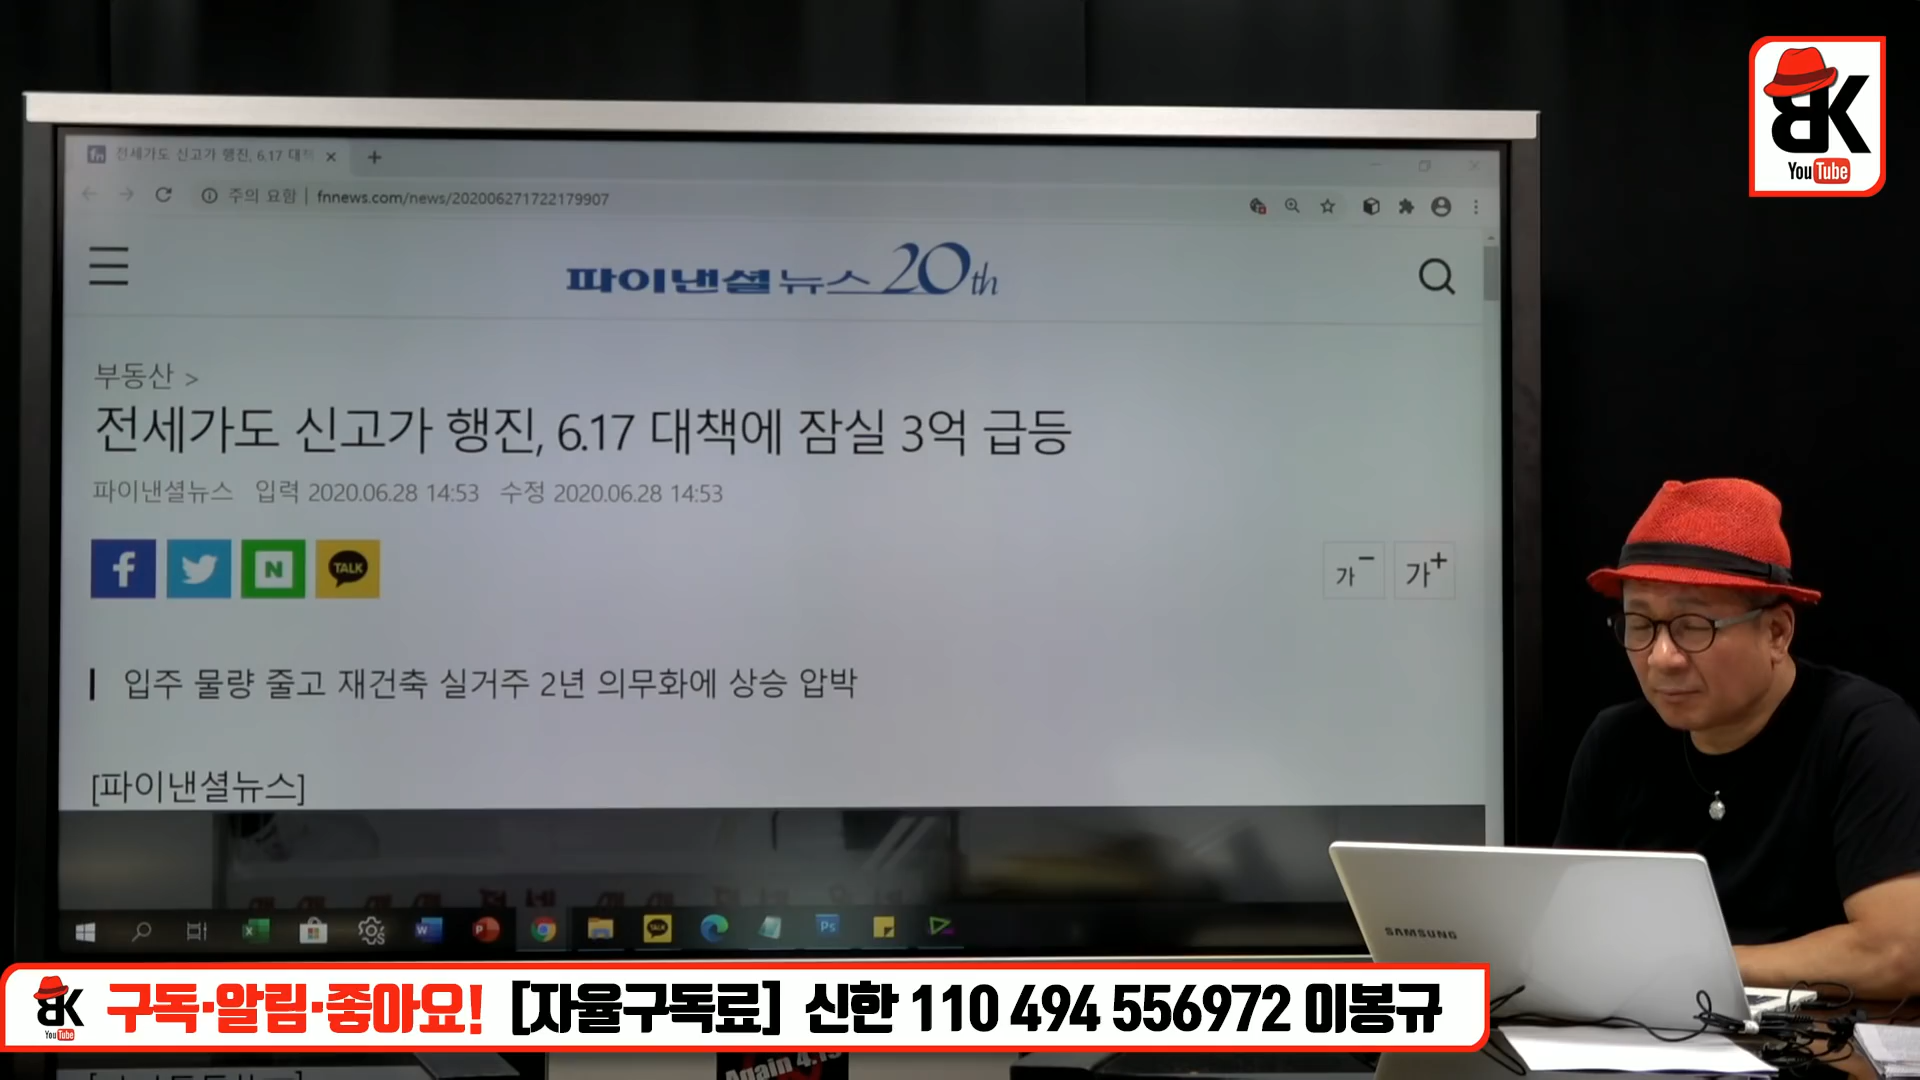 BK
YouTube
전세가도 신고가 행진, 6.17 대책
주의 요함 | fnnews.com/news/202006271722179907
파이낸셜뉴스 20th
부동산 >
전세가도 신고가 행진, 6.17 대책에 잠실 3억 급등
파이낸셜뉴스 입력 2020.06.28 14:53 수정 2020.06.28 14:53
f N TALK
가- 가+
입주 물량 줄고 재건축 실거주 2년 의무화에 상승 압박
[파이낸셜뉴스]
SAMSUNG
BK YouTube 구독·알림·좋아요! [자율구독료] 신한 110 494 556972 이봉규
Again 4.15